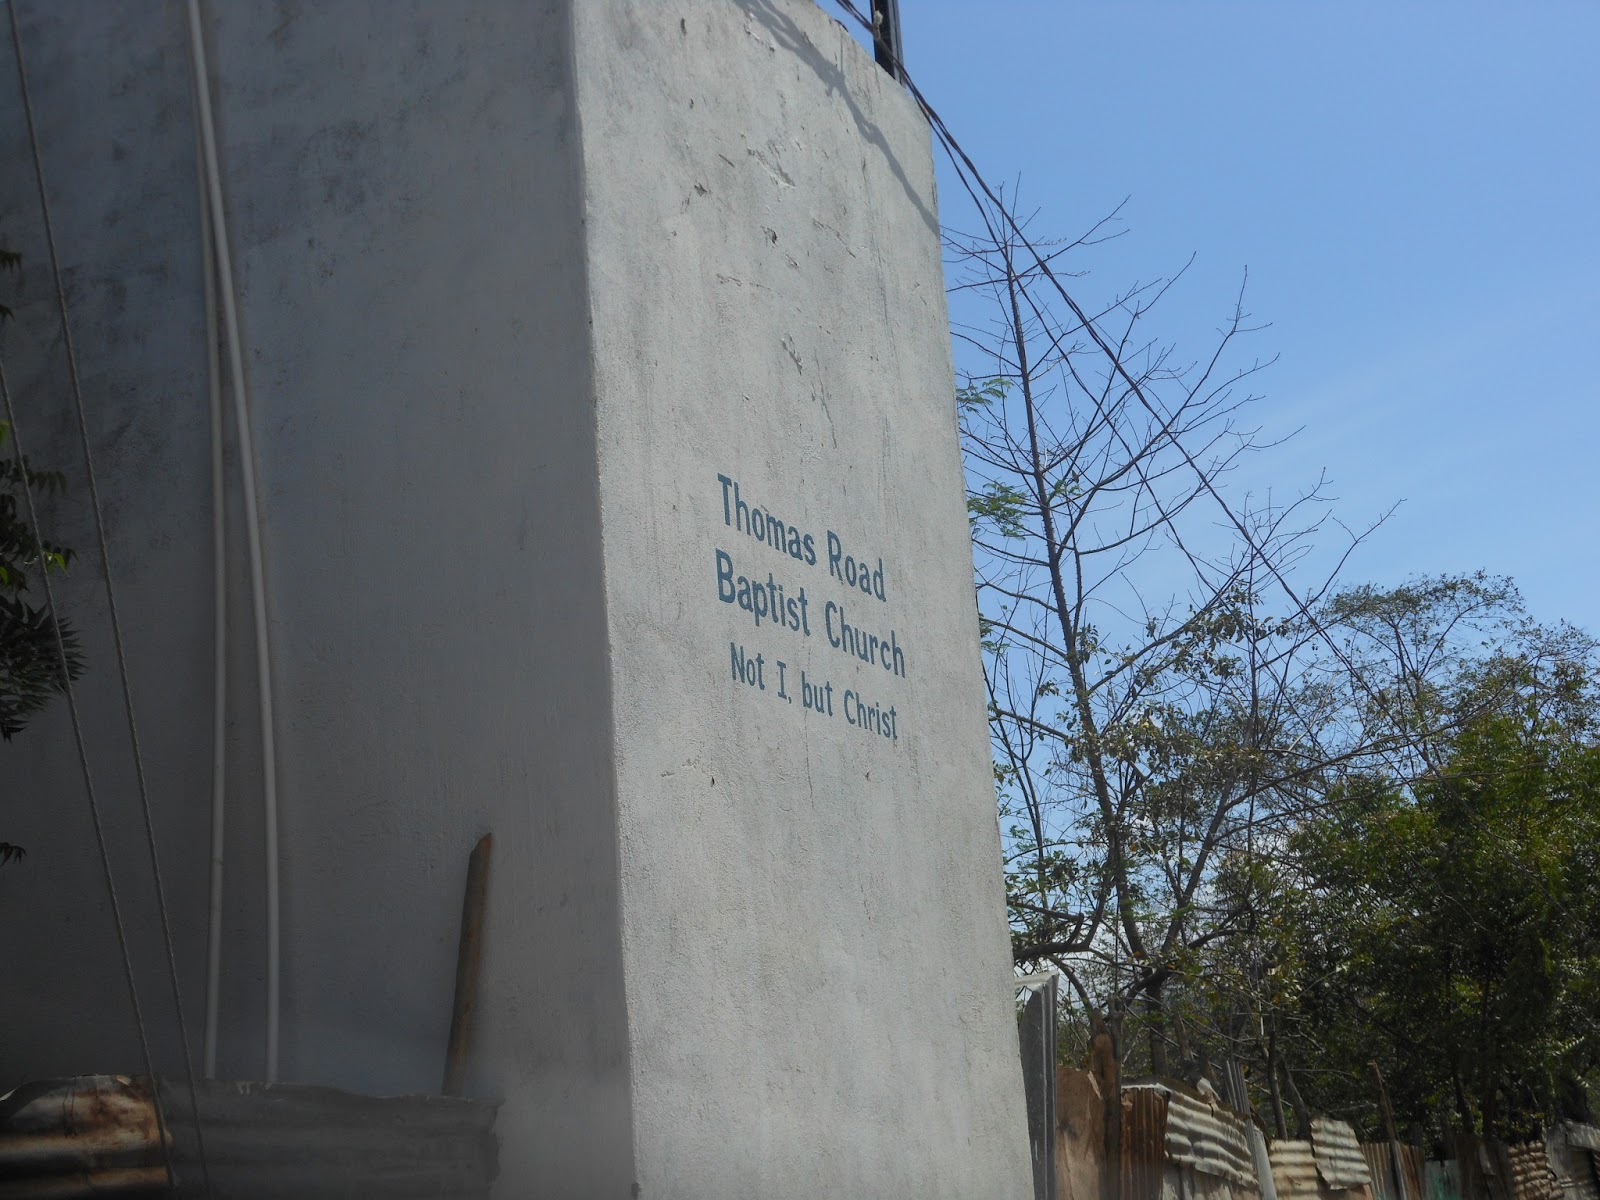 Thomas Road
Baptist Church
Not I, but Christ